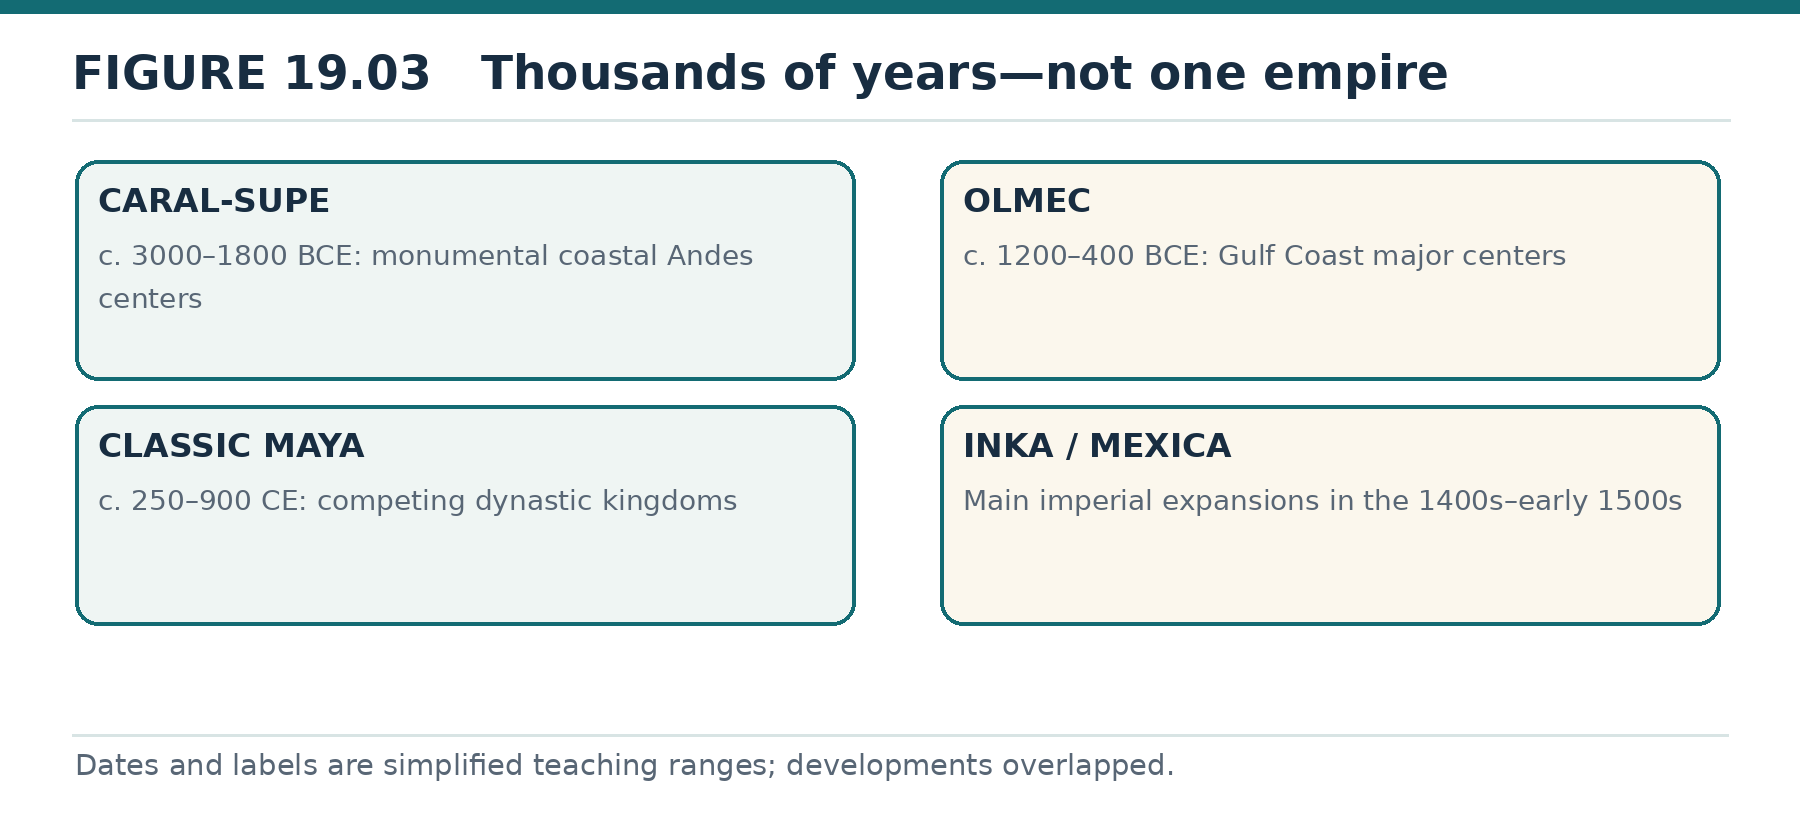 FIGURE 19.03 Thousands of years—not one empire
CARAL-SUPE
c. 3000–1800 BCE: monumental coastal Andes
centers
OLMEC
c. 1200–400 BCE: Gulf Coast major centers
CLASSIC MAYA
c. 250–900 CE: competing dynastic kingdoms
INKA / MEXICA
Main imperial expansions in the 1400s–early 1500s
Dates and labels are simplified teaching ranges; developments overlapped.